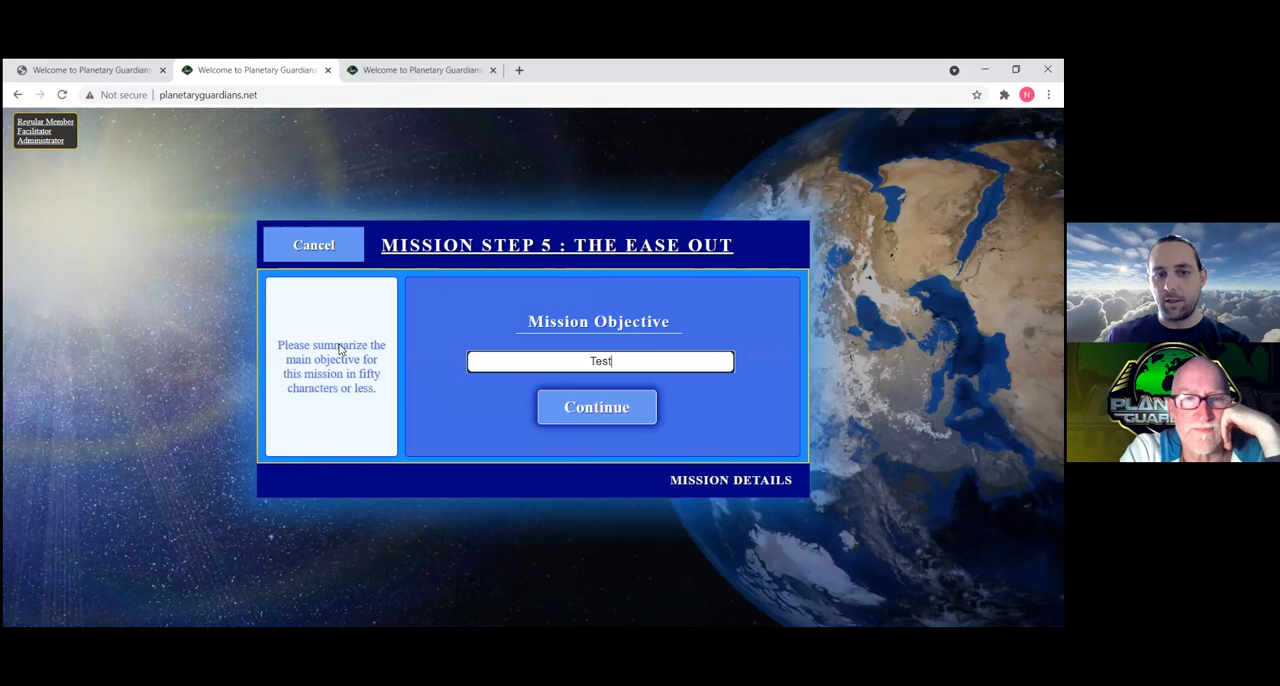 Welcome to Planetary Guardians
Welcome to Planetary Guardians
Welcome to Planetary Guardians
Not secure | planetaryguardians.net
N
Regular Member
Facilitator
Administrator
Cancel
MISSION STEP 5 : THE EASE OUT
Please summarize the
main objective for
this mission in fifty
characters or less.
Mission Objective
Test
Continue
MISSION DETAILS